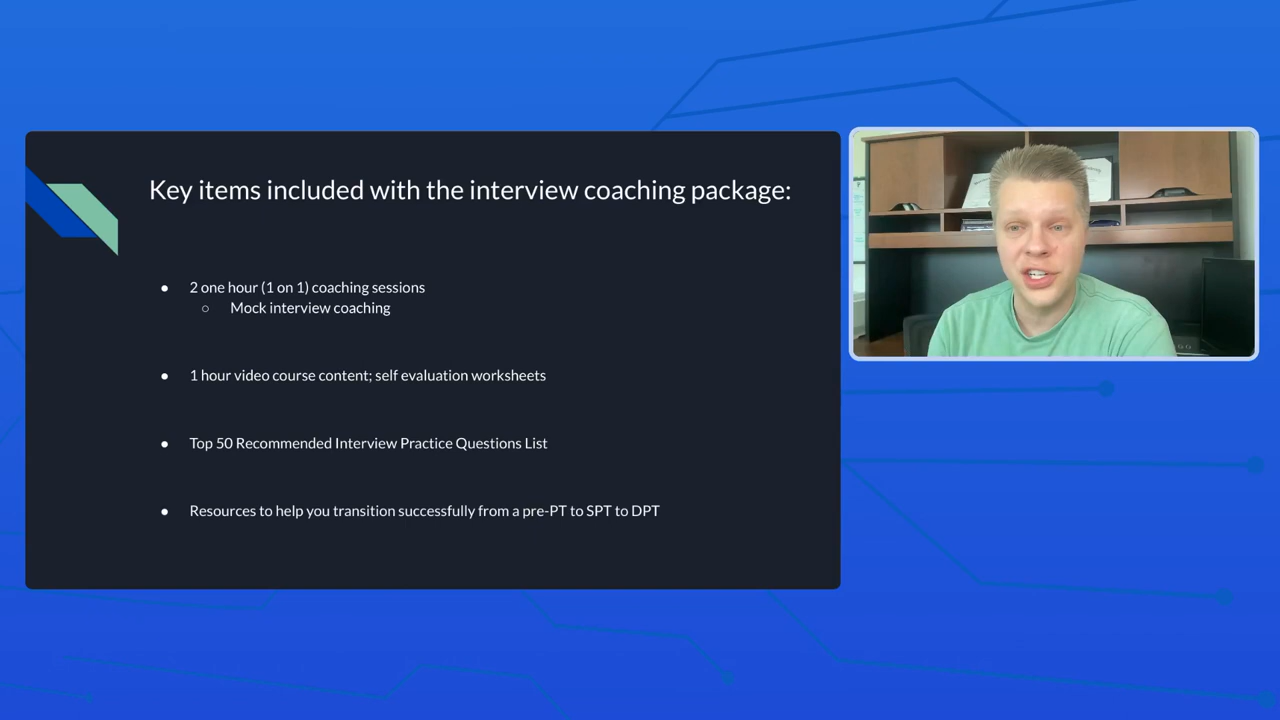 Key items included with the interview coaching package:
● 2 one hour (1 on 1) coaching sessions
○ Mock interview coaching
● 1 hour video course content; self evaluation worksheets
● Top 50 Recommended Interview Practice Questions List
● Resources to help you transition successfully from a pre-PT to SPT to DPT